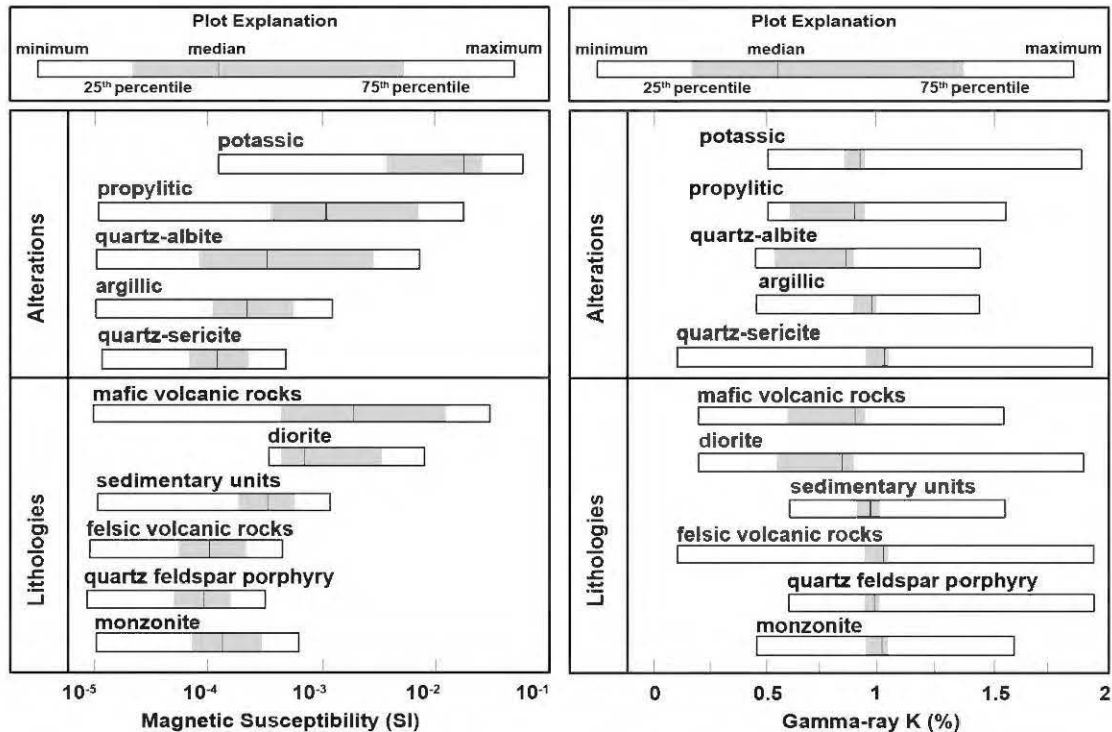 Plot Explanation
minimum median maximum
25th percentile 75th percentile
Alterations
potassic
propylitic
quartz-albite
argillic
quartz-sericite
Lithologies
mafic volcanic rocks
diorite
sedimentary units
felsic volcanic rocks
quartz feldspar porphyry
monzonite
10-5 10-4 10-3 10-2 10-1
Magnetic Susceptibility (SI)
Plot Explanation
minimum median maximum
25th percentile 75th percentile
Alterations
potassic
propylitic
quartz-albite
argillic
quartz-sericite
Lithologies
mafic volcanic rocks
diorite
sedimentary units
felsic volcanic rocks
quartz feldspar porphyry
monzonite
0 0.5 1 1.5 2
Gamma-ray K (%)